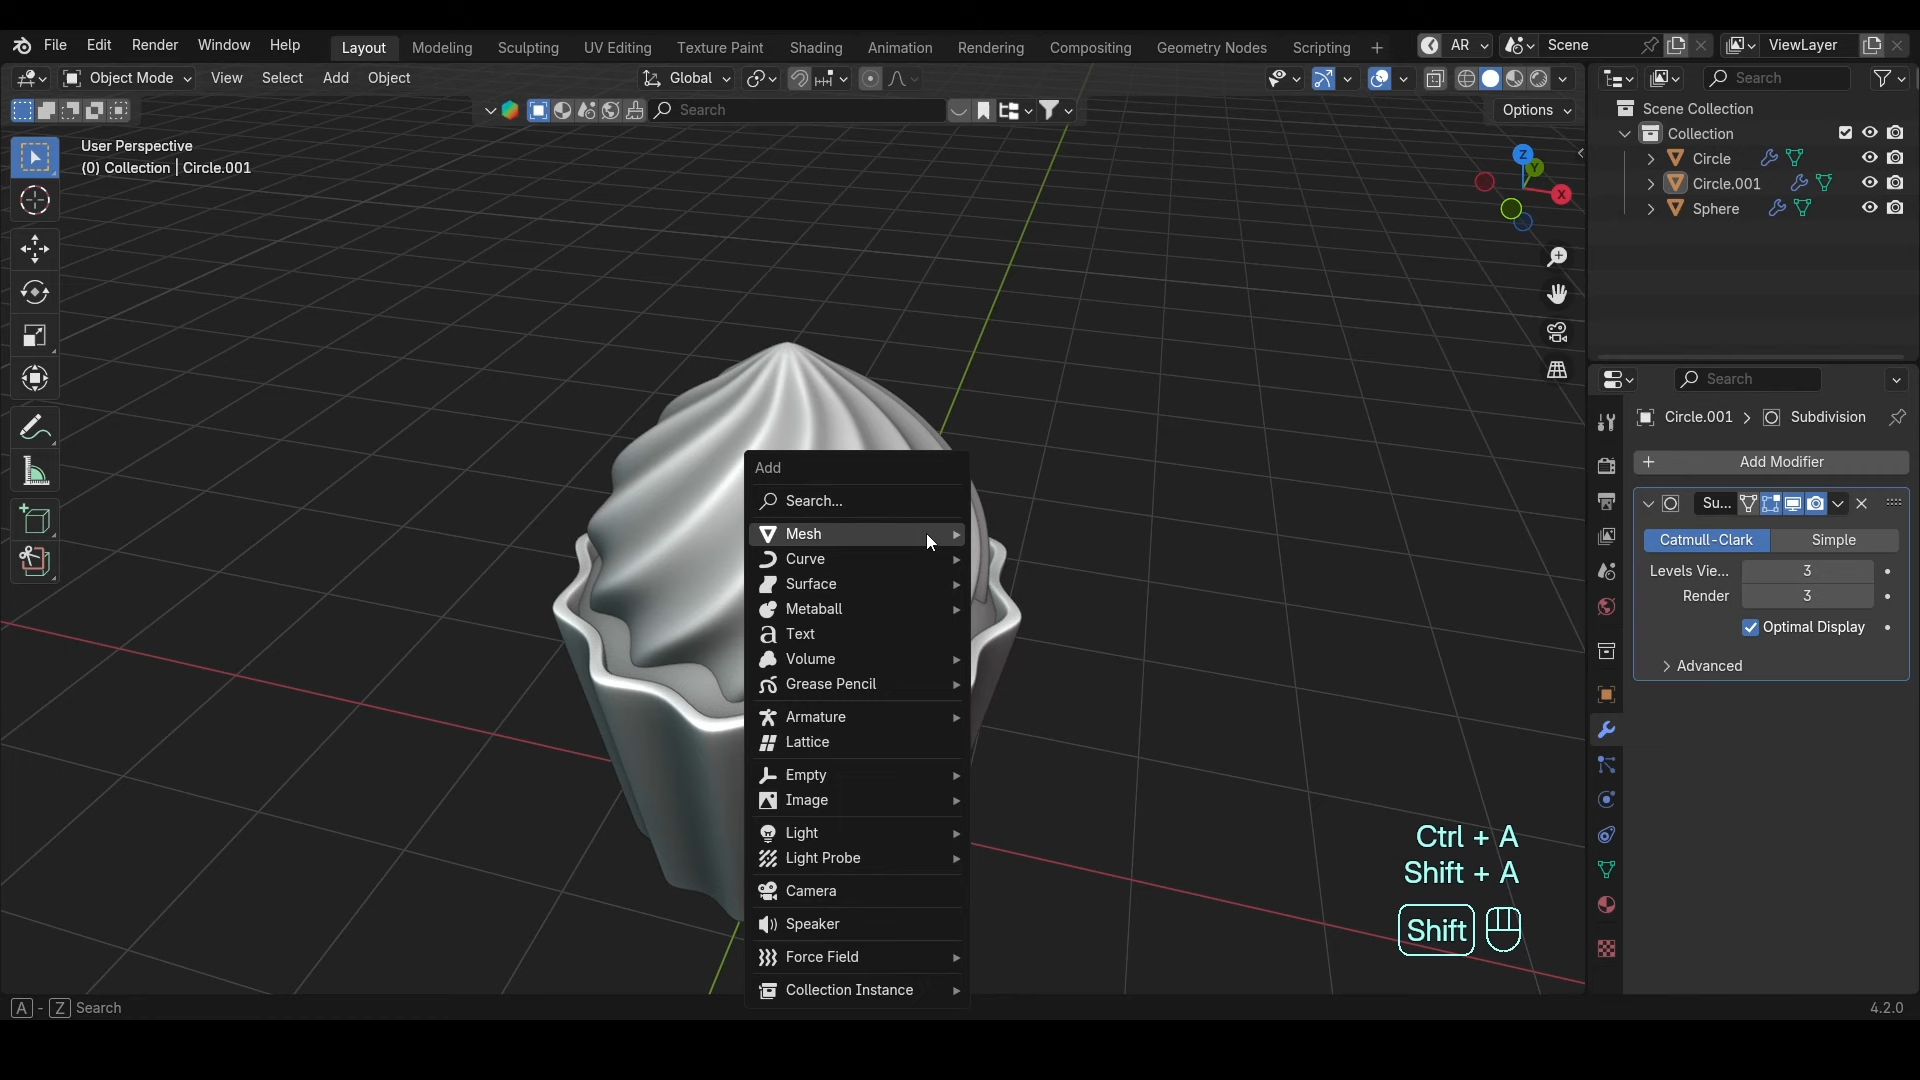 File Edit Render Window Help Layout Modeling Sculpting UV Editing Texture Paint Shading Animation Rendering Compositing Geometry Nodes Scripting + AR Scene ViewLayer
Object Mode View Select Add Object Global Search
Search Options
User Perspective
(0) Collection | Circle.001
Z
Y
X
Scene Collection
Collection
Circle
Circle.001
Sphere
Search
Circle.001 > Subdivision
+ Add Modifier
Su...
Catmull-Clark Simple
Levels Vie... 3
Render 3
Optimal Display
Advanced
Add
Search...
Mesh
Curve
Surface
Metaball
Text
Volume
Grease Pencil
Armature
Lattice
Empty
Image
Light
Light Probe
Camera
Speaker
Force Field
Collection Instance
Ctrl + A
Shift + A
Shift
A - Z Search
4.2.0